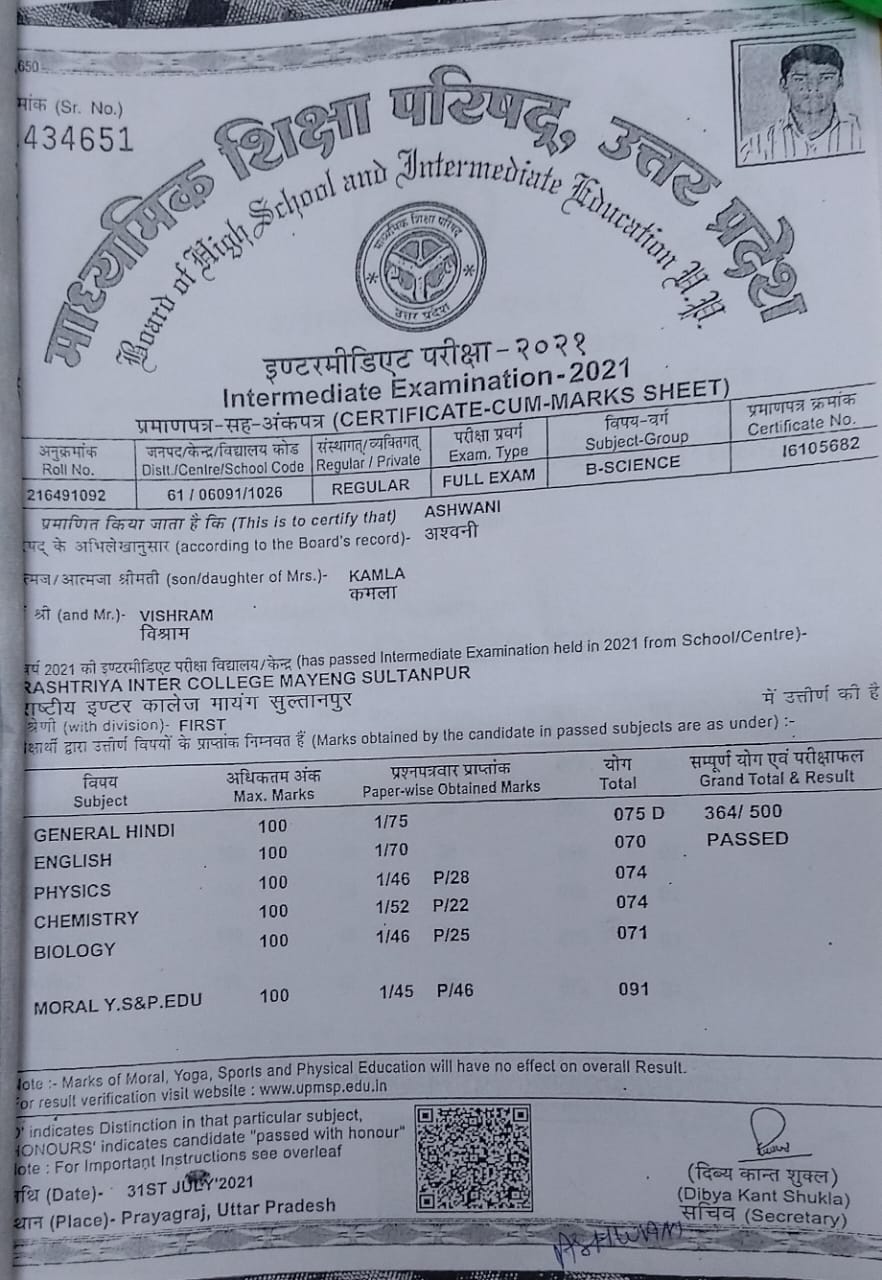 ,650
मांक (Sr. No.)
434651
माध्यमिक शिक्षा परिषद्, उत्तर प्रदेश
Board of High School and Intermediate Education U.P.
माध्यमिक शिक्षा परिषद
उत्तर प्रदेश
इण्टरमीडिएट परीक्षा-२०२१
Intermediate Examination-2021
प्रमाणपत्र-सह-अंकपत्र (CERTIFICATE-CUM-MARKS SHEET)
अनुक्रमांक जनपद/केन्द्र/विद्यालय कोड संस्थागत/व्यक्तिगत् परीक्षा प्रवर्ग विषय-वर्ग प्रमाणपत्र क्रमांक
Roll No. Distt./Centre/School Code Regular / Private Exam. Type Subject-Group Certificate No.
216491092 61 / 06091/1026 REGULAR FULL EXAM B-SCIENCE I6105682
प्रमाणित किया जाता है कि (This is to certify that) ASHWANI
षद् के अभिलेखानुसार (according to the Board's record)- अश्वनी
त्मज/आत्मजा श्रीमती (son/daughter of Mrs.)- KAMLA
कमला
श्री (and Mr.)- VISHRAM
विश्राम
वर्ष 2021 की इण्टरमीडिएट परीक्षा विद्यालय/केन्द्र (has passed Intermediate Examination held in 2021 from School/Centre)-
RASHTRIYA INTER COLLEGE MAYENG SULTANPUR
राष्टीय इण्टर कालेज मायंग सुल्तानपुर में उत्तीर्ण की है
श्रेणी (with division)- FIRST
क्षार्थी द्वारा उत्तीर्ण विषयों के प्राप्तांक निम्नवत हैं (Marks obtained by the candidate in passed subjects are as under) :-
विषय अधिकतम अंक प्रश्नपत्रवार प्राप्तांक योग सम्पूर्ण योग एवं परीक्षाफल
Subject Max. Marks Paper-wise Obtained Marks Total Grand Total & Result
GENERAL HINDI 100 1/75 075 D 364/ 500
ENGLISH 100 1/70 070 PASSED
PHYSICS 100 1/46 P/28 074
CHEMISTRY 100 1/52 P/22 074
BIOLOGY 100 1/46 P/25 071
MORAL Y.S&P.EDU 100 1/45 P/46 091
Note :- Marks of Moral, Yoga, Sports and Physical Education will have no effect on overall Result.
For result verification visit website : www.upmsp.edu.in
D' indicates Distinction in that particular subject,
HONOURS' indicates candidate "passed with honour"
Note : For Important Instructions see overleaf
थि (Date)- 31ST JULY'2021
थान (Place)- Prayagraj, Uttar Pradesh
(दिब्य कान्त शुक्ल)
(Dibya Kant Shukla)
सचिव (Secretary)
ASHWANI